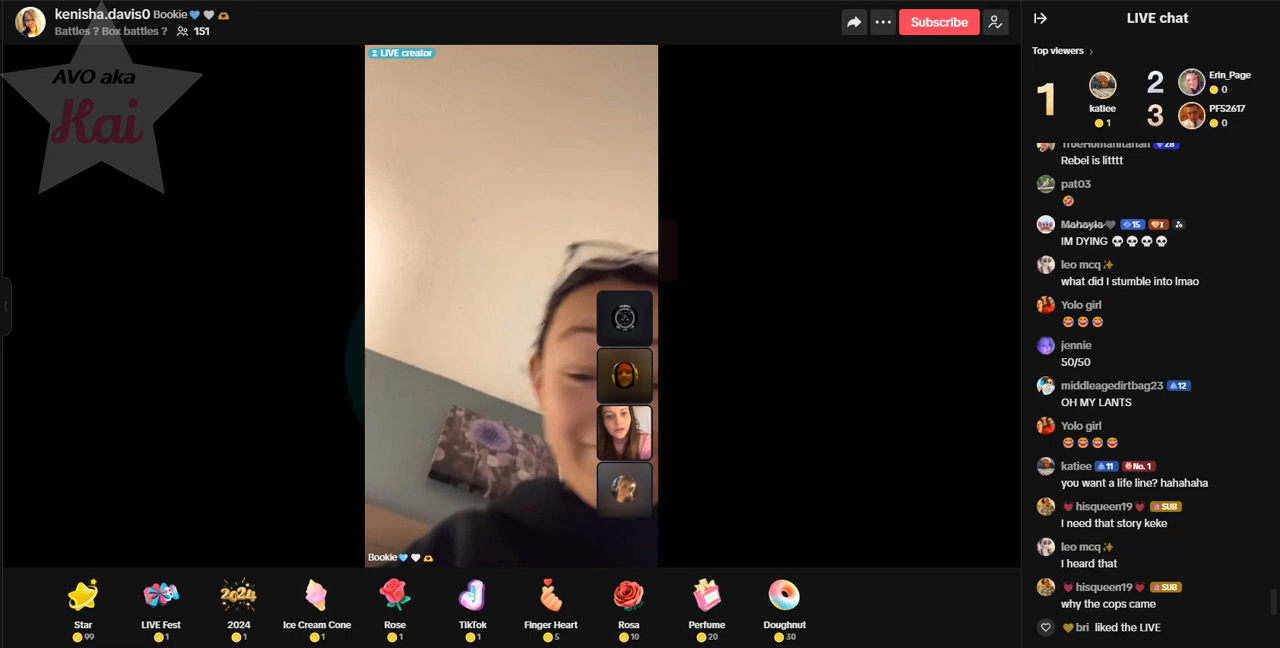 kenisha.davis0 Bookie🩵🤍🫶
Battles ? Box battles ? 151
Subscribe
AVO aka
Kai
LIVE creator
Bookie🩵🤍🫶
Star
99
LIVE Fest
1
2024
2024
1
Ice Cream Cone
1
Rose
1
TikTok
1
Finger Heart
5
Rosa
10
Perfume
20
Doughnut
30
LIVE chat
Top viewers >
1
katiee
1
2
Erin_Page
0
3
PF52617
0
TrueHumanitarian 28
Rebel is litttt
pat03
🤣
Mahayla🖤 15 I
IM DYING 💀💀💀💀
leo mcq✨
what did I stumble into lmao
Yolo girl
😂😂😂
jennie
50/50
middleagedirtbag23 12
OH MY LANTS
Yolo girl
😂😂😂😂
katiee 11 No. 1
you want a life line? hahahaha
💗hisqueen19💗 SUB
I need that story keke
leo mcq✨
I heard that
💗hisqueen19💗 SUB
why the cops came
💛bri liked the LIVE